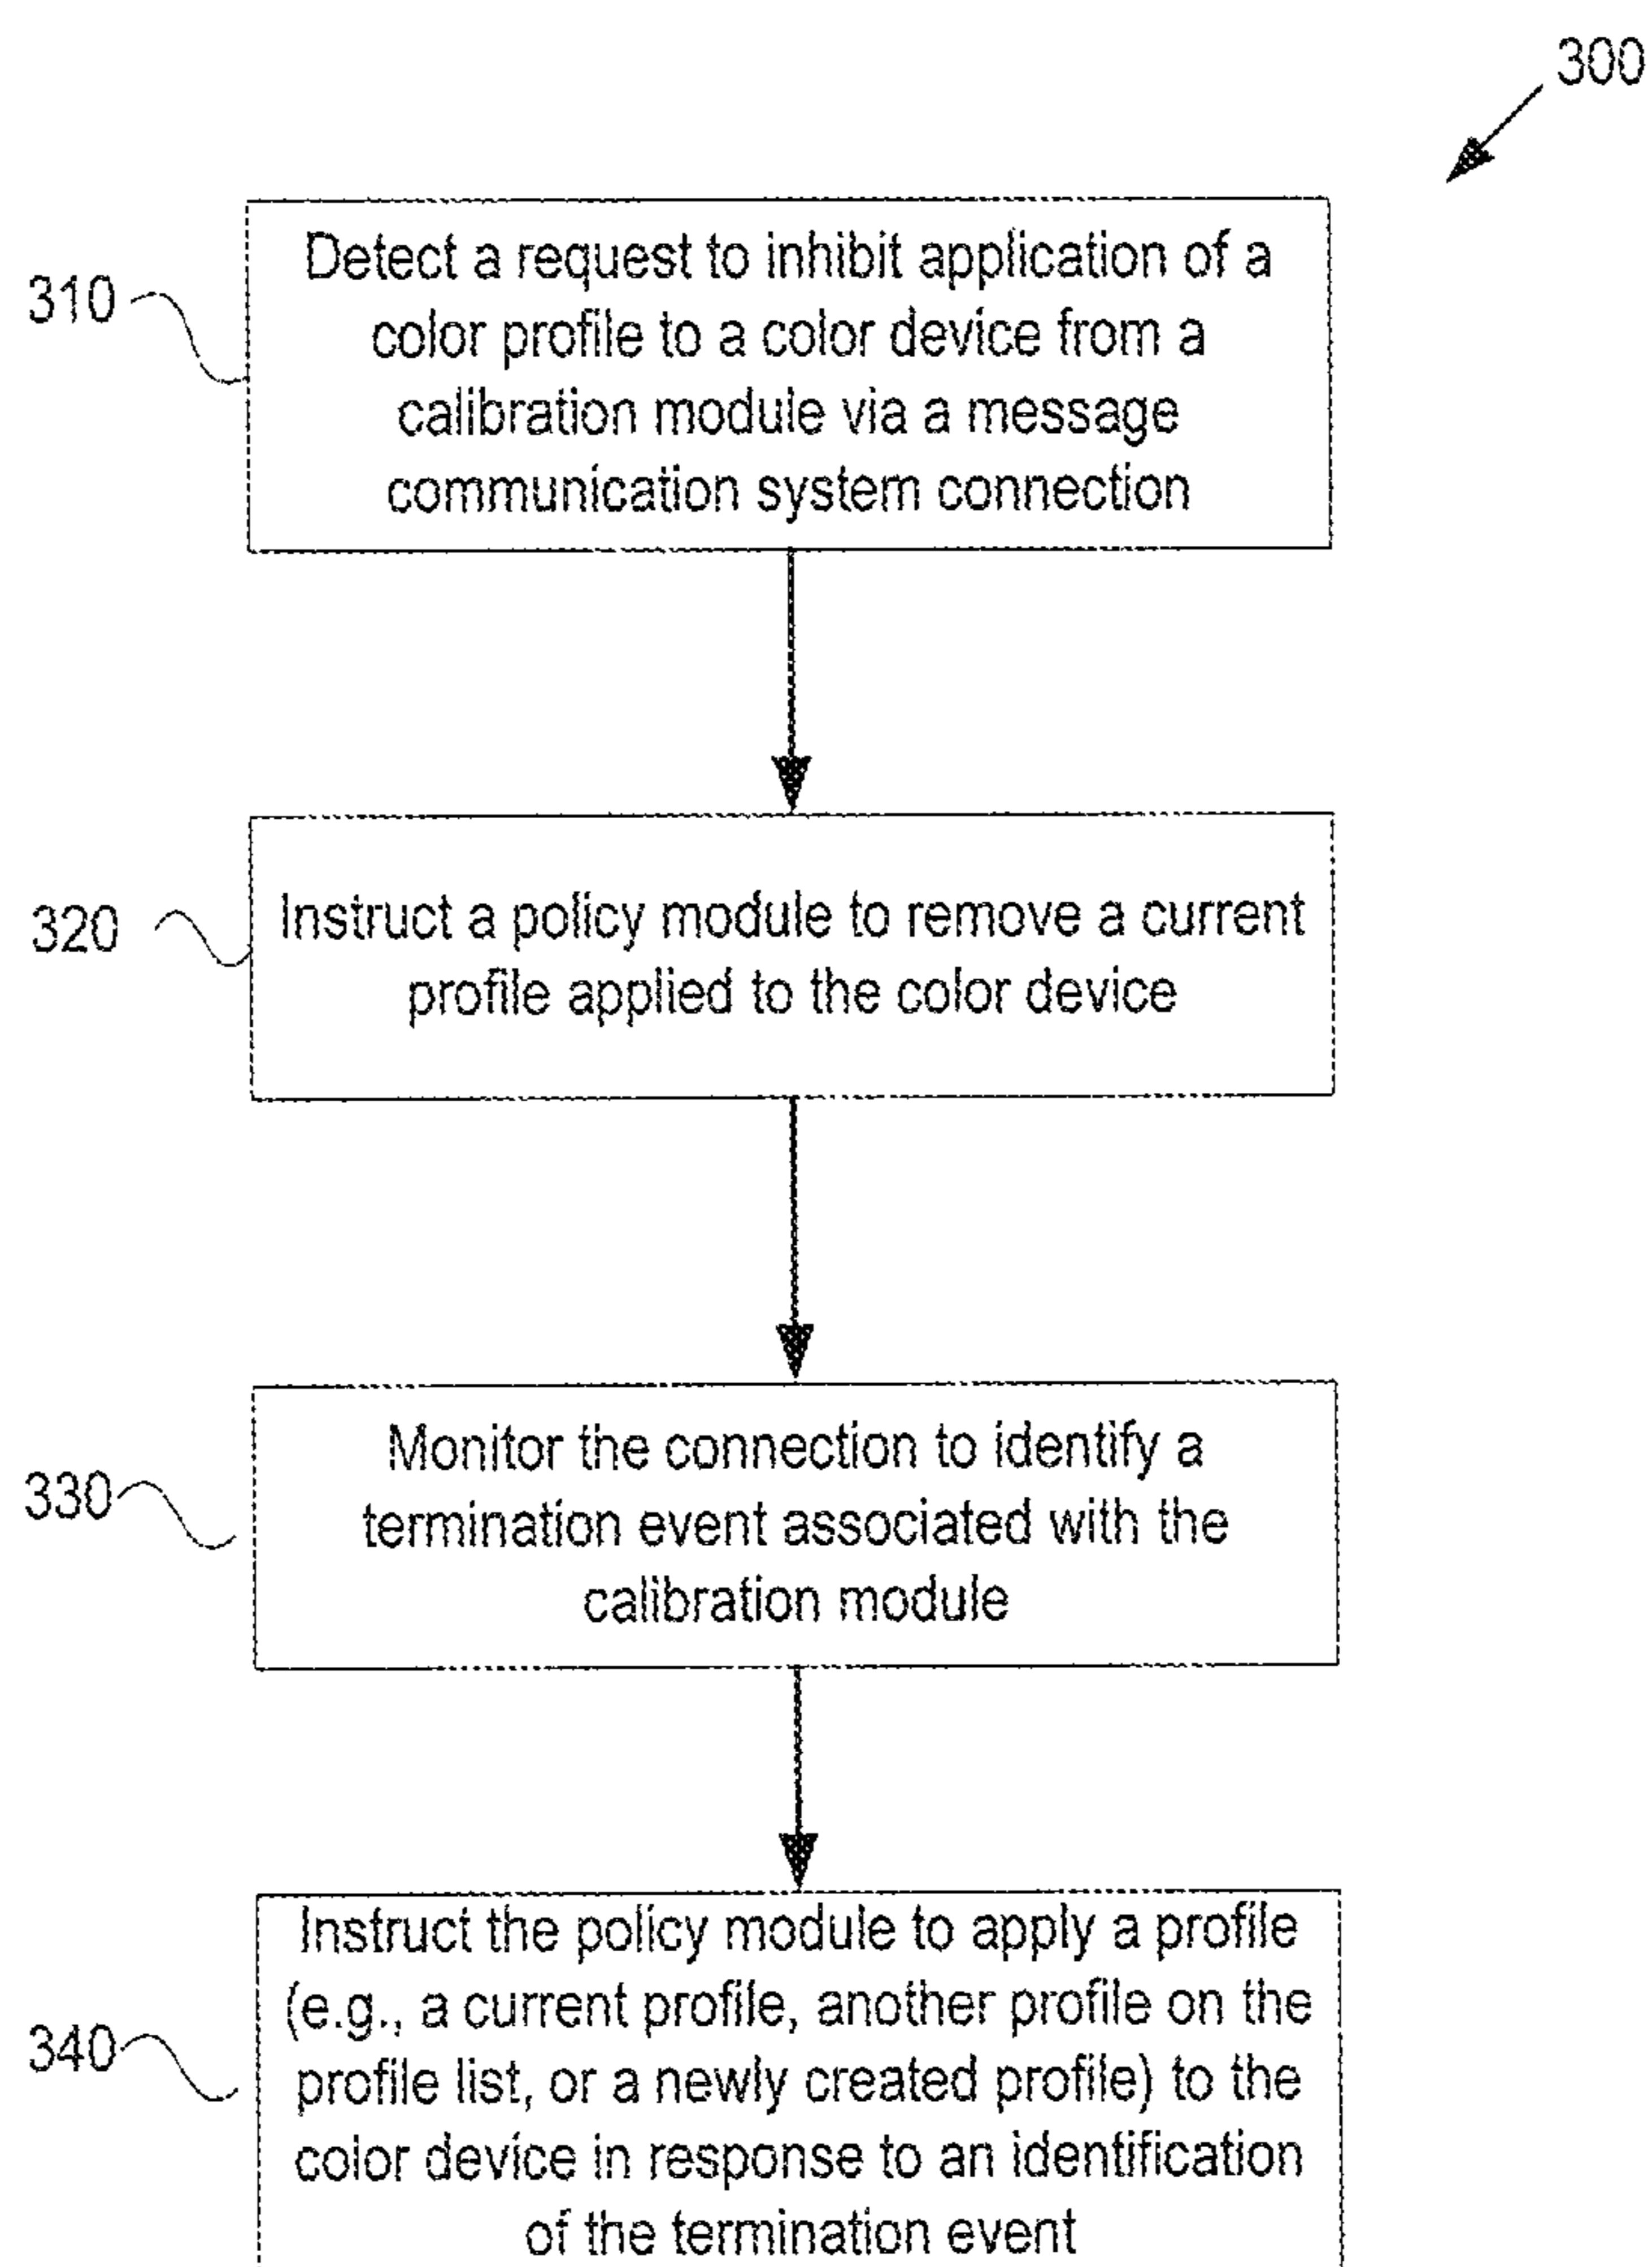 300
310
Detect a request to inhibit application of a
color profile to a color device from a
calibration module via a message
communication system connection
320
Instruct a policy module to remove a current
profile applied to the color device
330
Monitor the connection to identify a
termination event associated with the
calibration module
340
Instruct the policy module to apply a profile
(e.g., a current profile, another profile on the
profile list, or a newly created profile) to the
color device in response to an identification
of the termination event